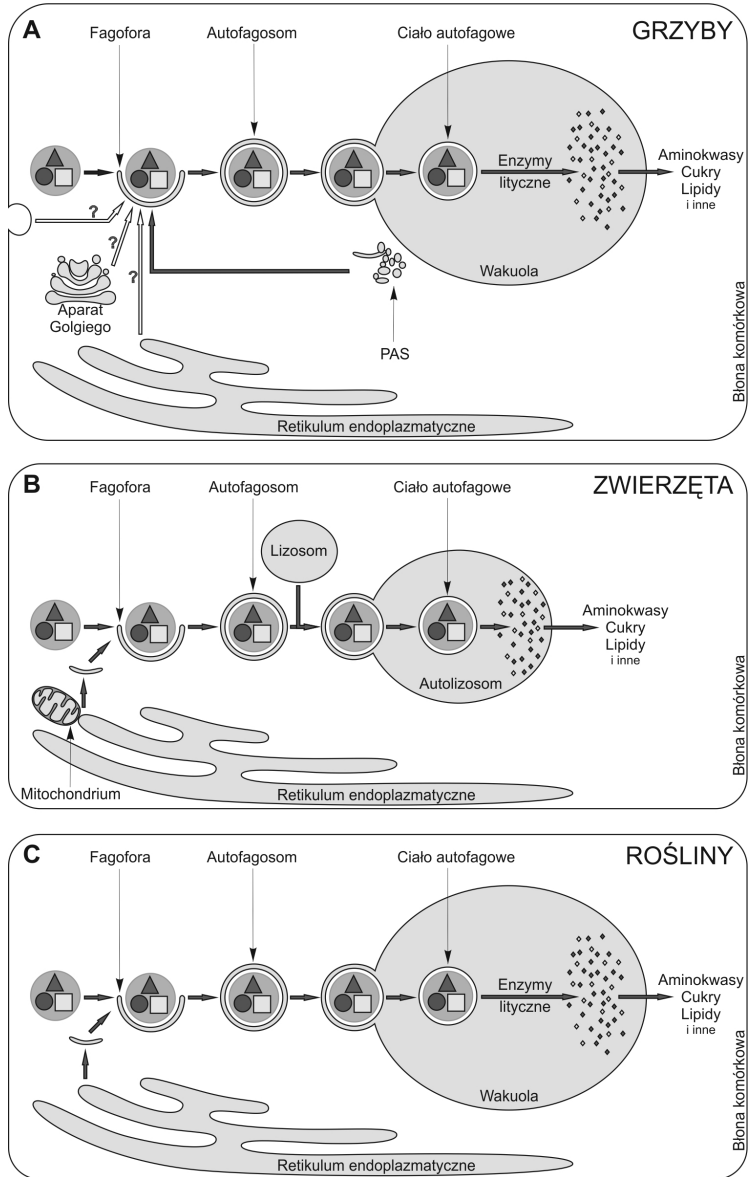 A
GRZYBY
Fagofora
Autofagosom
Ciało autofagowe
Enzymy
lityczne
Aminokwasy
Cukry
Lipidy
i inne
?
?
?
Aparat
Golgiego
Wakuola
PAS
Retikulum endoplazmatyczne
Błona komórkowa
B
ZWIERZĘTA
Fagofora
Autofagosom
Ciało autofagowe
Lizosom
Aminokwasy
Cukry
Lipidy
i inne
Autolizosom
Mitochondrium
Retikulum endoplazmatyczne
Błona komórkowa
C
ROŚLINY
Fagofora
Autofagosom
Ciało autofagowe
Enzymy
lityczne
Aminokwasy
Cukry
Lipidy
i inne
Wakuola
Retikulum endoplazmatyczne
Błona komórkowa